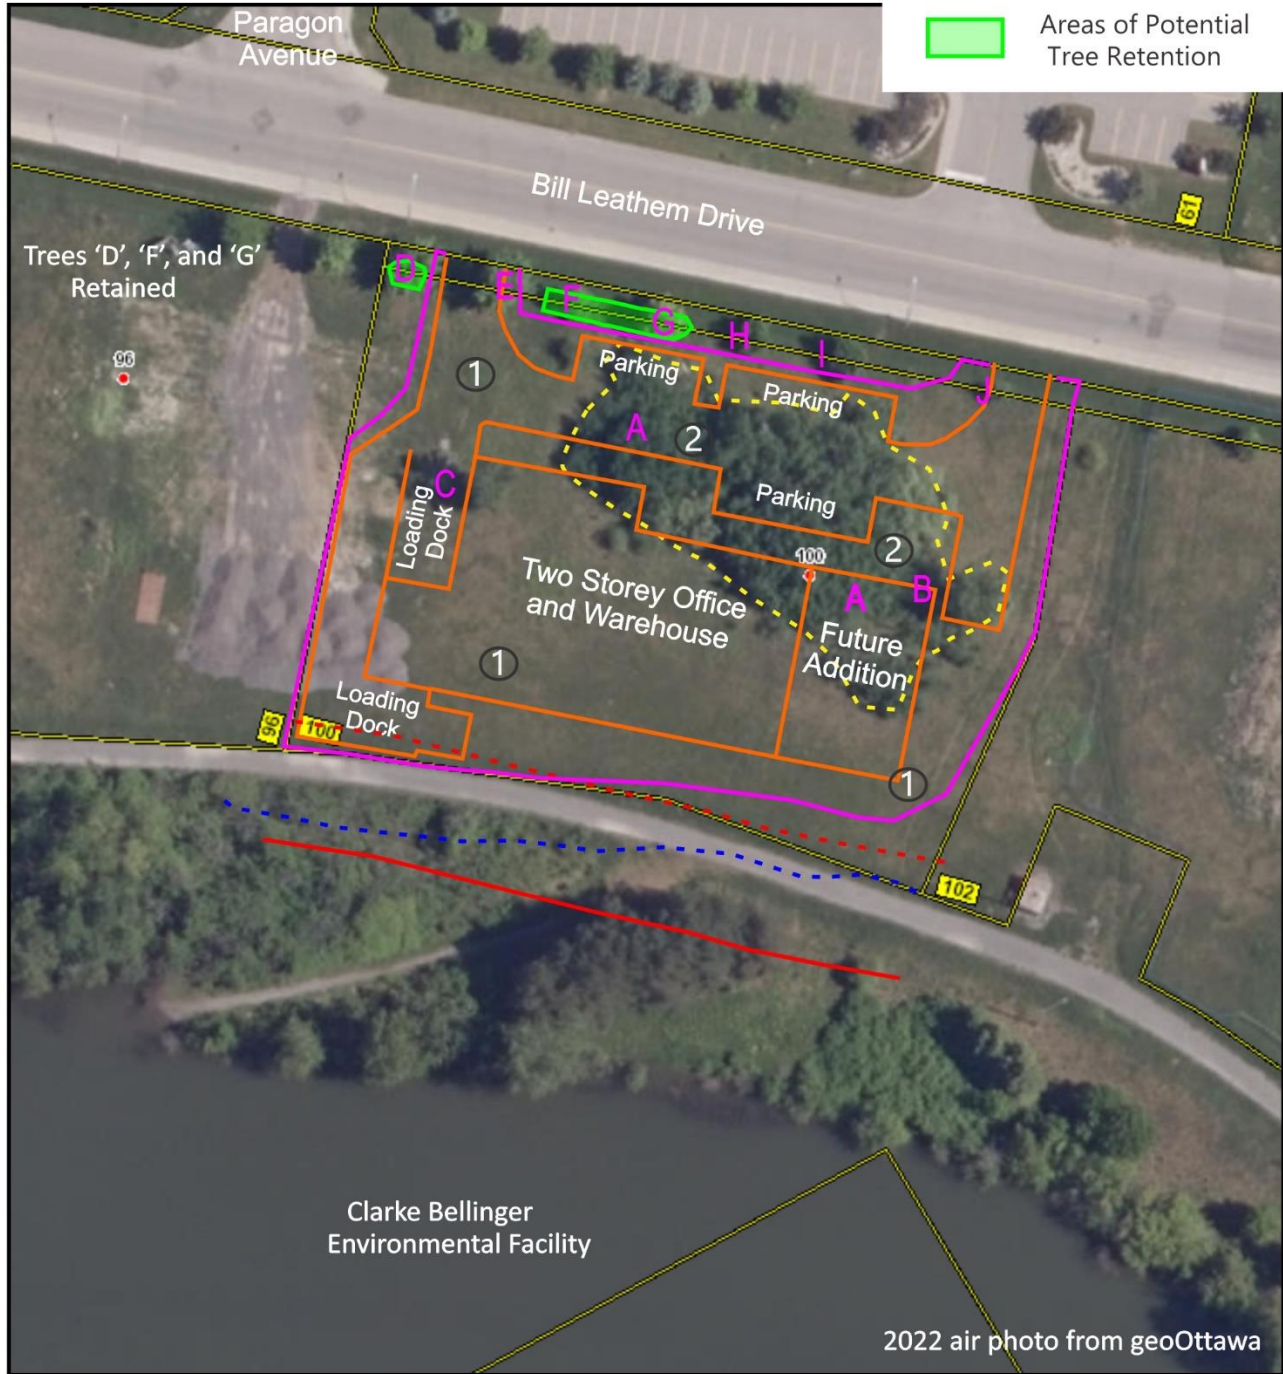 Paragon
Avenue
Areas of Potential
Tree Retention
Bill Leathem Drive
61
Trees ‘D’, ‘F’, and ‘G’
Retained
D
E
F
G
H
I
J
96
1
Parking
Parking
A
2
C
Loading
Dock
Parking
2
100
Two Storey Office
and Warehouse
A
B
Future
Addition
1
Loading
Dock
96
100
1
102
Clarke Bellinger
Environmental Facility
2022 air photo from geoOttawa